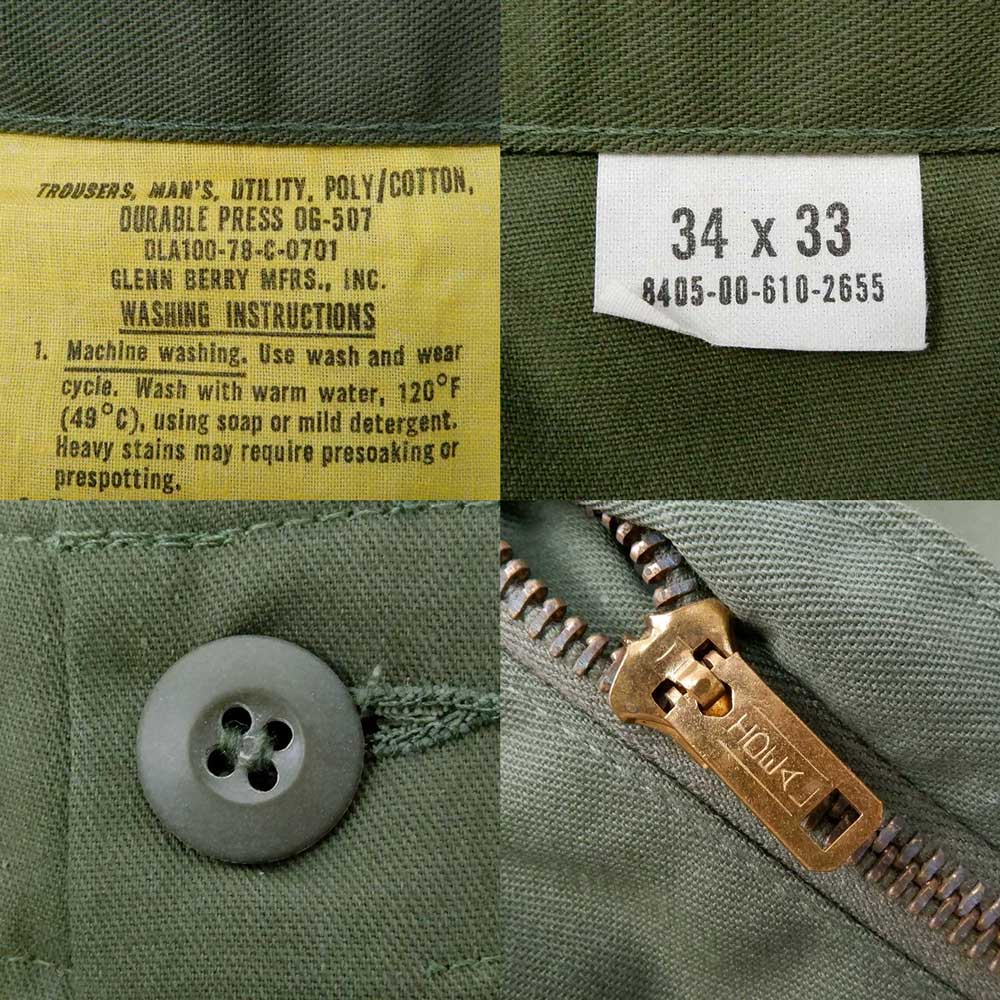 TROUSERS, MAN'S, UTILITY, POLY/COTTON,
DURABLE PRESS OG-507
DLA100-78-C-0701
GLENN BERRY MFRS., INC.
WASHING INSTRUCTIONS
1. Machine washing. Use wash and wear
cycle. Wash with warm water, 120°F
(49°C), using soap or mild detergent.
Heavy stains may require presoaking or
prespotting.
34 x 33
8405-00-610-2655